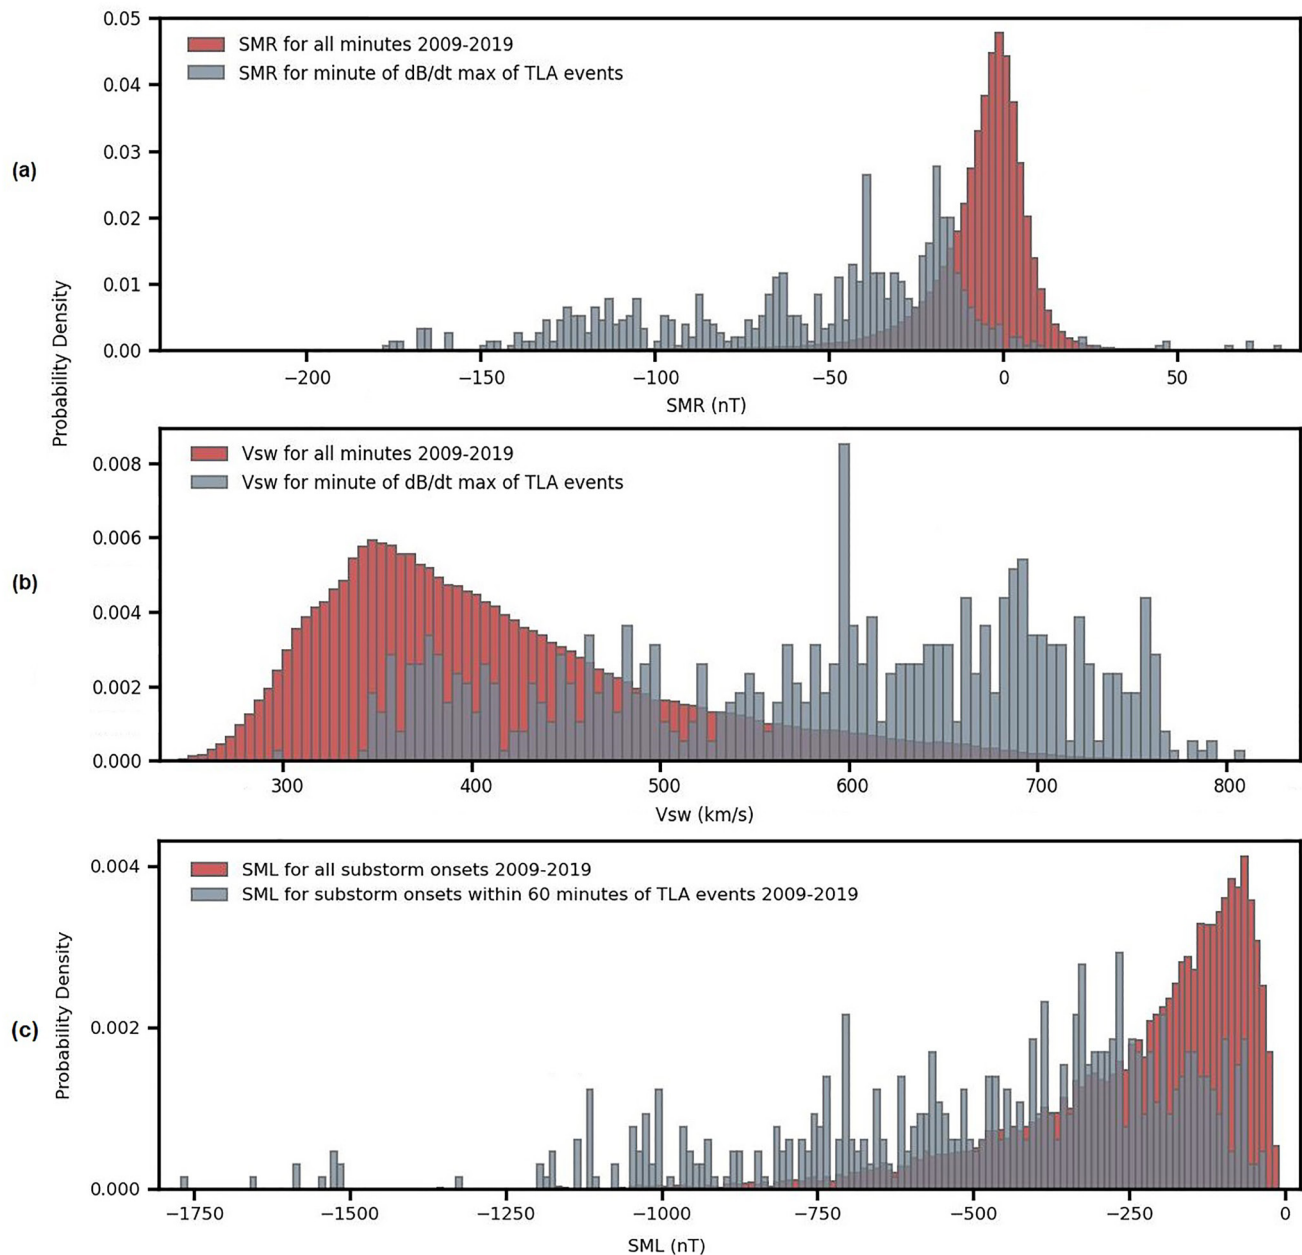 0.05
SMR for all minutes 2009-2019
SMR for minute of dB/dt max of TLA events
0.04
0.03
(a)
0.02
0.01
0.00
−200 −150 −100 −50 0 50
SMR (nT)
Probability Density
Vsw for all minutes 2009-2019
Vsw for minute of dB/dt max of TLA events
0.008
0.006
(b)
0.004
0.002
0.000
300 400 500 600 700 800
Vsw (km/s)
SML for all substorm onsets 2009-2019
SML for substorm onsets within 60 minutes of TLA events 2009-2019
0.004
Probability Density
(c)
0.002
0.000
−1750 −1500 −1250 −1000 −750 −500 −250 0
SML (nT)